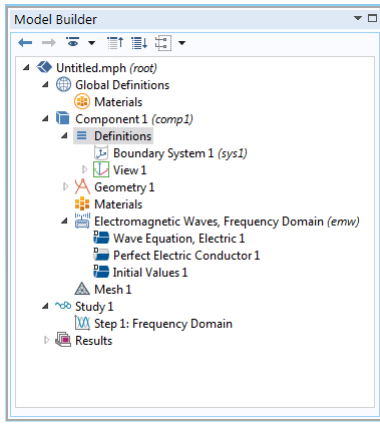 Model Builder
Untitled.mph (root)
Global Definitions
Materials
Component 1 (comp1)
Definitions
Boundary System 1 (sys1)
View 1
Geometry 1
Materials
Electromagnetic Waves, Frequency Domain (emw)
Wave Equation, Electric 1
Perfect Electric Conductor 1
Initial Values 1
Mesh 1
Study 1
Step 1: Frequency Domain
Results